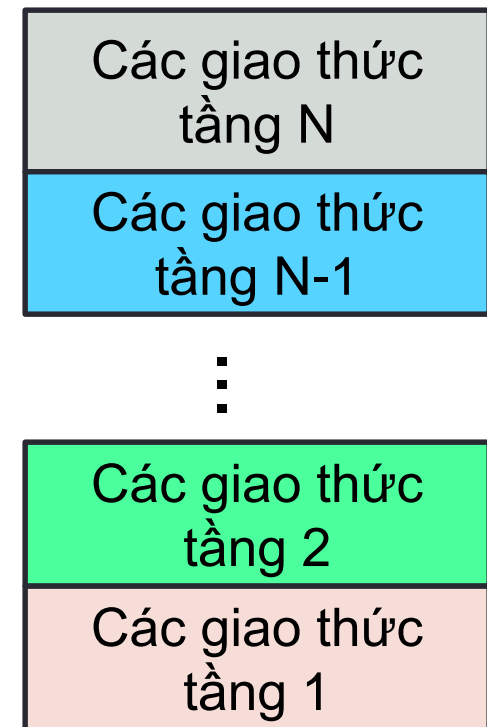 Các giao thức
tầng N
Các giao thức
tầng N-1
Các giao thức
tầng 2
Các giao thức
tầng 1